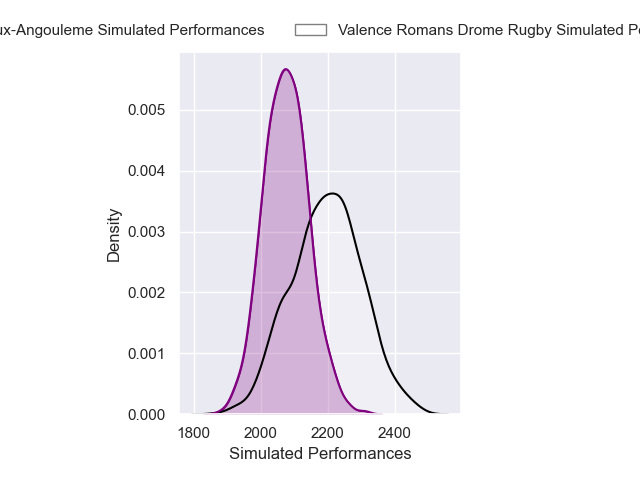 ux-Angouleme Simulated Performances
Valence Romans Drome Rugby Simulated Pe
0.005
0.004
0.003
0.002
0.001
0.000
Density
1800 2000 2200 2400
Simulated Performances